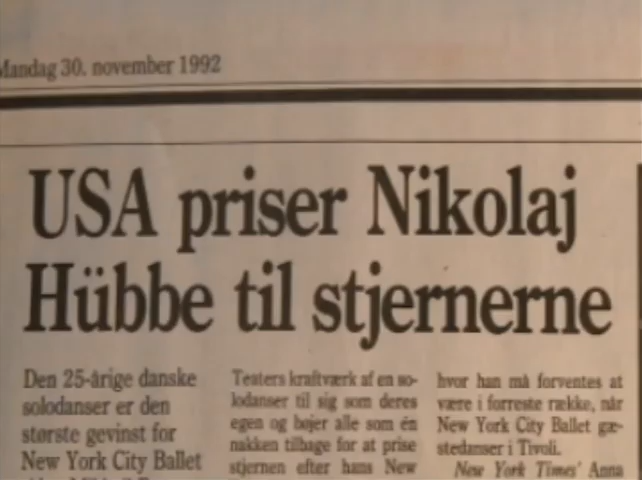 Mandag 30. november 1992
USA priser Nikolaj
Hübbe til stjernerne
Den 25-årige danske
solodanser er den
største gevinst for
New York City Ballet
Teaters kraftværk af en so-
lodanser til sig som deres
egen og bøjer alle som én
nakken tilbage for at prise
stjernen efter hans New
hvor han må forventes at
være i forreste række, når
New York City Ballet gæ-
stedanser i Tivoli.
New York Times' Anna